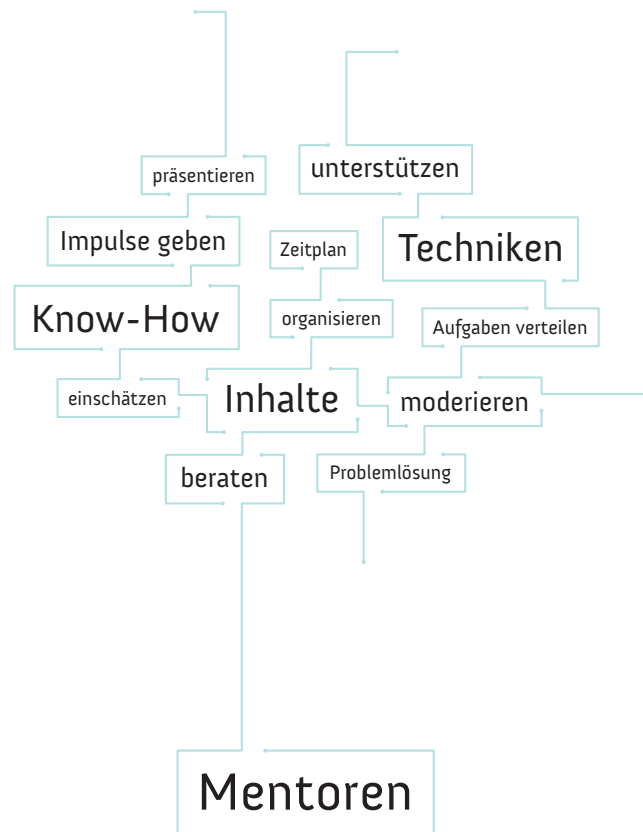 unterstützen
präsentieren
Impulse geben
Zeitplan
Techniken
Know-How
organisieren
Aufgaben verteilen
einschätzen
Inhalte
moderieren
beraten
Problemlösung
Mentoren